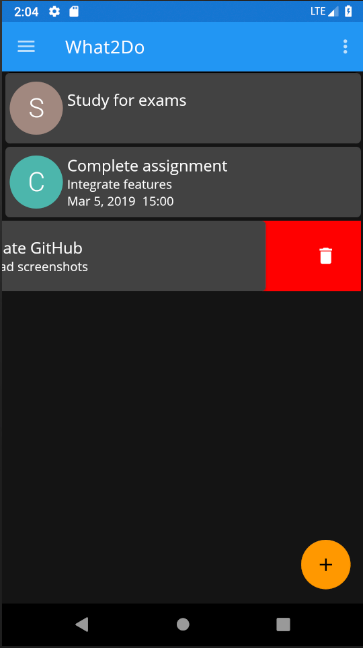 2:04 LTE
What2Do
S Study for exams
C Complete assignment
Integrate features
Mar 5, 2019 15:00
ate GitHub
ad screenshots